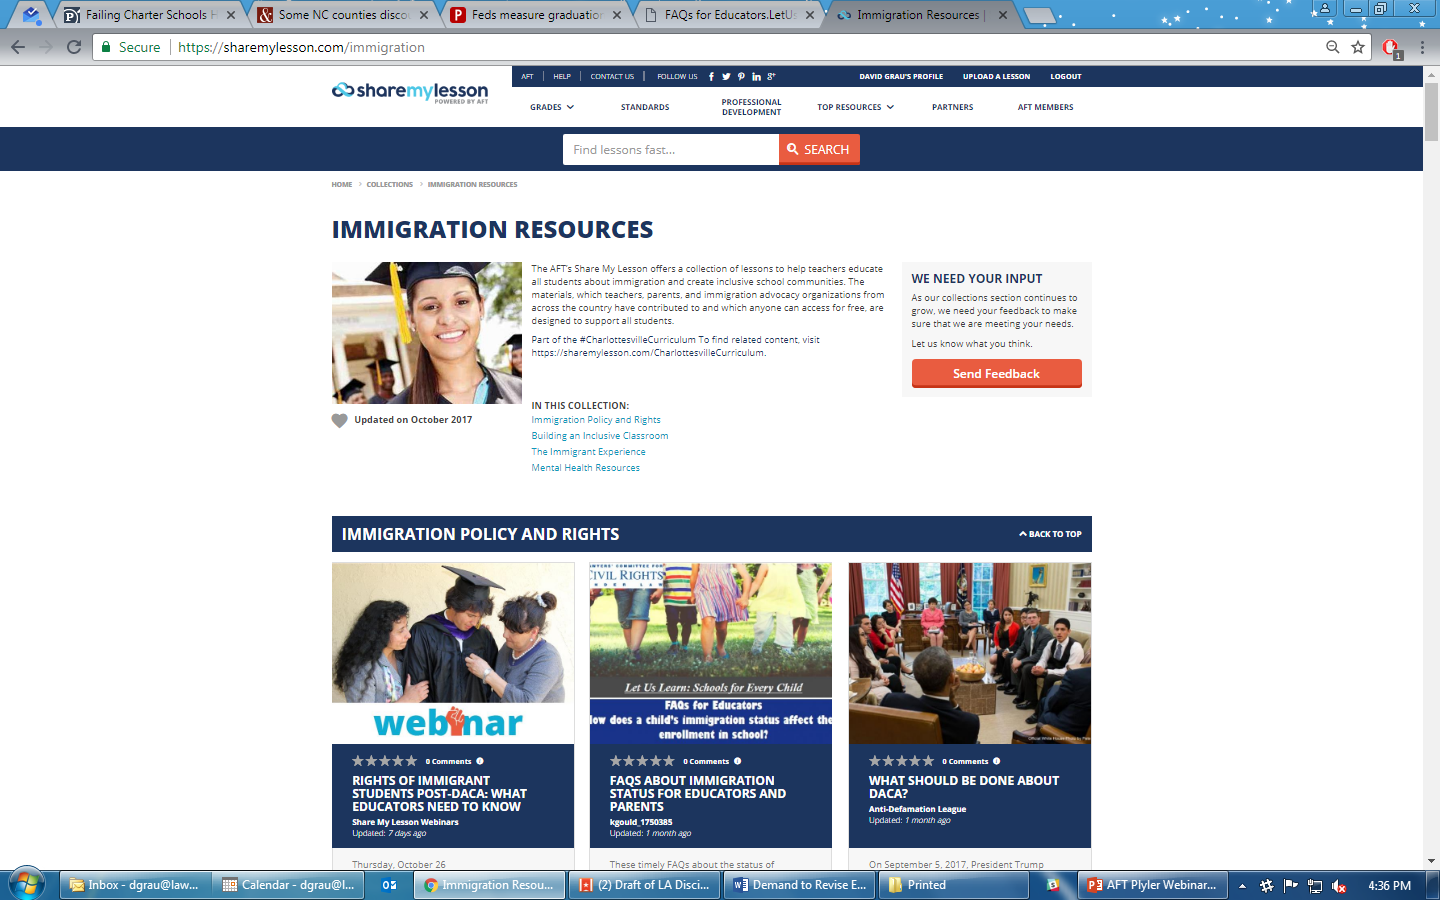 Failing Charter Schools H
Some NC counties disco
Feds measure graduation
FAQs for Educators.LetUs
Immigration Resources |
Secure
https://sharemylesson.com/immigration
1
sharemylesson
POWERED BY AFT
AFT
HELP
CONTACT US
FOLLOW US
DAVID GRAU'S PROFILE
UPLOAD A LESSON
LOGOUT
GRADES
STANDARDS
PROFESSIONAL
DEVELOPMENT
TOP RESOURCES
PARTNERS
AFT MEMBERS
Find lessons fast...
SEARCH
HOME › COLLECTIONS › IMMIGRATION RESOURCES
IMMIGRATION RESOURCES
The AFT's Share My Lesson offers a collection of lessons to help teachers educate
all students about immigration and create inclusive school communities. The
materials, which teachers, parents, and immigration advocacy organizations from
across the country have contributed to and which anyone can access for free, are
designed to support all students.
Part of the #CharlottesvilleCurriculum To find related content, visit
https://sharemylesson.com/CharlottesvilleCurriculum.
Updated on October 2017
IN THIS COLLECTION:
Immigration Policy and Rights
Building an Inclusive Classroom
The Immigrant Experience
Mental Health Resources
WE NEED YOUR INPUT
As our collections section continues to
grow, we need your feedback to make
sure that we are meeting your needs.
Let us know what you think.
Send Feedback
IMMIGRATION POLICY AND RIGHTS
BACK TO TOP
webinar
0 Comments
RIGHTS OF IMMIGRANT
STUDENTS POST-DACA: WHAT
EDUCATORS NEED TO KNOW
Share My Lesson Webinars
Updated: 7 days ago
Thursday, October 26
WYERS' COMMITTEE FO
CIVIL RIGHTS
UNDER LAW
Let Us Learn: Schools for Every Child
FAQs for Educators
How does a child's immigration status affect the
enrollment in school?
0 Comments
FAQS ABOUT IMMIGRATION
STATUS FOR EDUCATORS AND
PARENTS
kgould_1750385
Updated: 1 month ago
These timely FAQs about the status of
Official White House Photo by Pete
0 Comments
WHAT SHOULD BE DONE ABOUT
DACA?
Anti-Defamation League
Updated: 1 month ago
On September 5, 2017, President Trump
Inbox - dgrau@law...
Calendar - dgrau@l...
Immigration Resou...
(2) Draft of LA Disci...
Demand to Revise E...
Printed
AFT Plyler Webinar...
4:36 PM